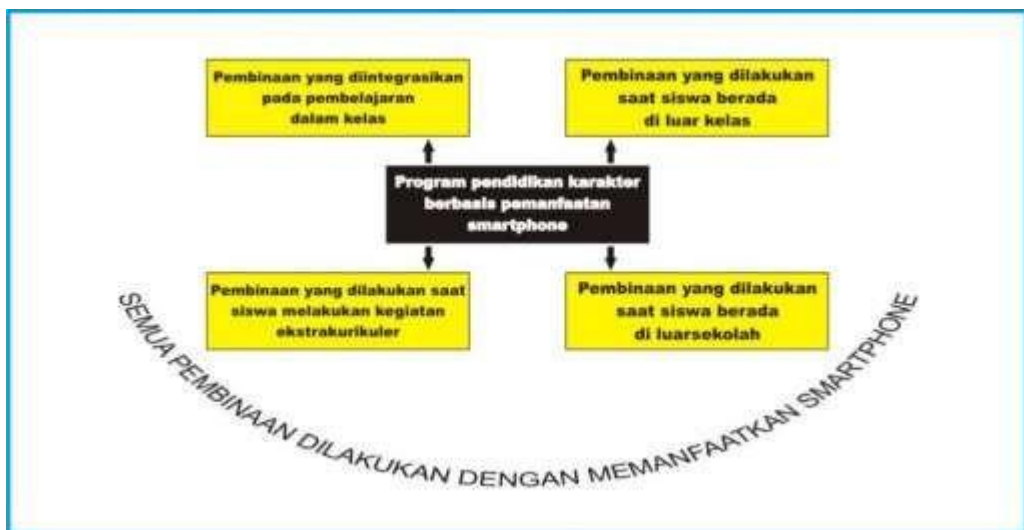 Pembinaan yang diintegrasikan
pada pembelajaran
dalam kelas
Pembinaan yang dilakukan
saat siswa berada
di luar kelas
Program pendidikan karakter
berbasis pemanfaatan
smartphone
Pembinaan yang dilakukan saat
siswa melakukan kegiatan
ekstrakurikuler
Pembinaan yang dilakukan
saat siswa berada
di luarsekolah
SEMUA PEMBINAAN DILAKUKAN DENGAN MEMANFAATKAN SMARTPHONE